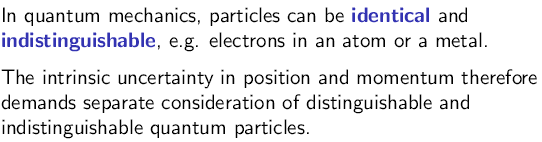 In quantum mechanics, particles can be identical and
indistinguishable, e.g. electrons in an atom or a metal.
The intrinsic uncertainty in position and momentum therefore
demands separate consideration of distinguishable and
indistinguishable quantum particles.